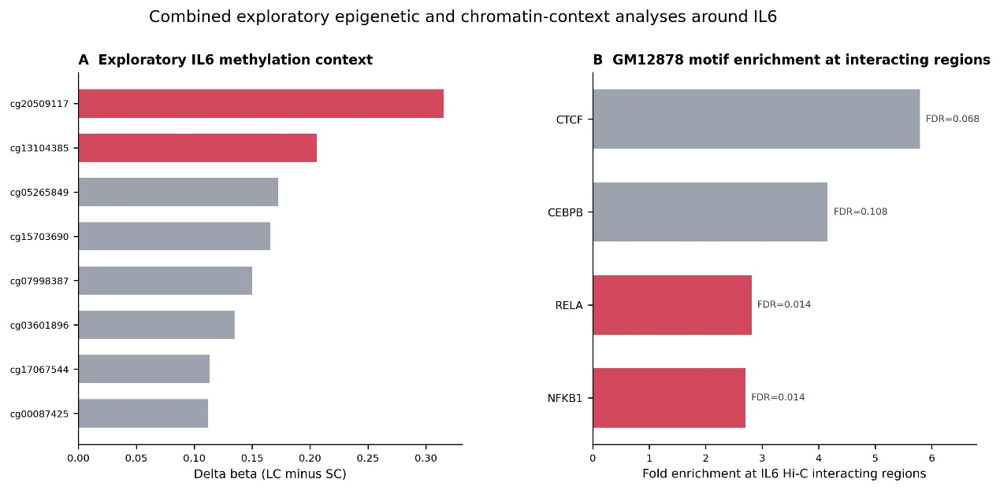 Combined exploratory epigenetic and chromatin-context analyses around IL6
A Exploratory IL6 methylation context
cg20509117
cg13104385
cg05265849
cg15703690
cg07998387
cg03601896
cg17067544
cg00087425
0.00 0.05 0.10 0.15 0.20 0.25 0.30
Delta beta (LC minus SC)
B GM12878 motif enrichment at interacting regions
CTCF FDR=0.068
CEBPB FDR=0.108
RELA FDR=0.014
NFKB1 FDR=0.014
0 1 2 3 4 5 6
Fold enrichment at IL6 Hi-C interacting regions